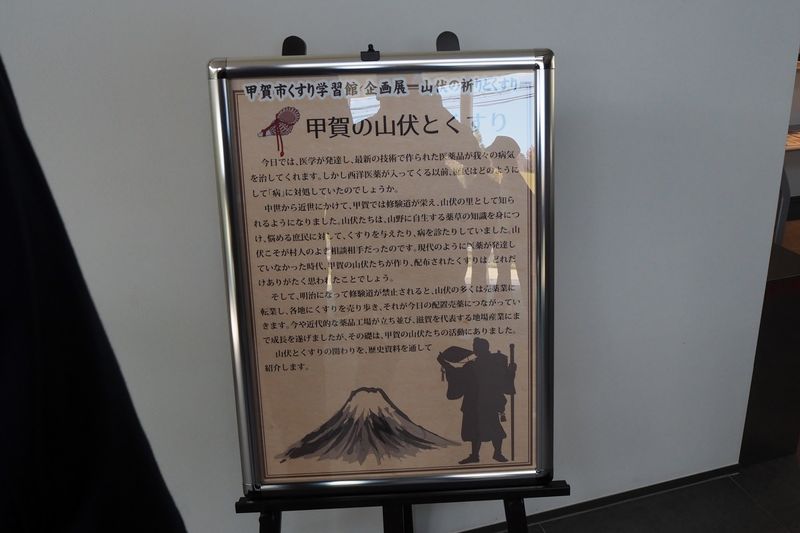 甲賀市くすり学習館 企画展 山伏の祈りとくすり
甲賀の山伏とくすり
今日では、医学が発達し、最新の技術で作られた医薬品が我々の病気
を治してくれます。しかし西洋医薬が入ってくる以前、庶民はどのように
して「病」に対処していたのでしょうか。
中世から近世にかけて、甲賀では修験道が栄え、山伏の里として知ら
れるようになりました。山伏たちは、山野に自生する薬草の知識を身につ
け、悩める庶民に対して、くすりを与えたり、病を診たりしていました。山
伏こそが村人のよき相談相手だったのです。現代のように医薬が発達し
ていなかった時代、甲賀の山伏たちが作り、配布されたくすりは、どれだ
けありがたく思われたことでしょう。
そして、明治になって修験道が禁止されると、山伏の多くは売薬業に
転業し、各地にくすりを売り歩き、それが今日の配置売薬につながってい
きます。今や近代的な薬品工場が立ち並び、滋賀を代表する地場産業にま
で成長を遂げましたが、その礎は、甲賀の山伏たちの活動にありました。
山伏とくすりの関わりを、歴史資料を通して
紹介します。